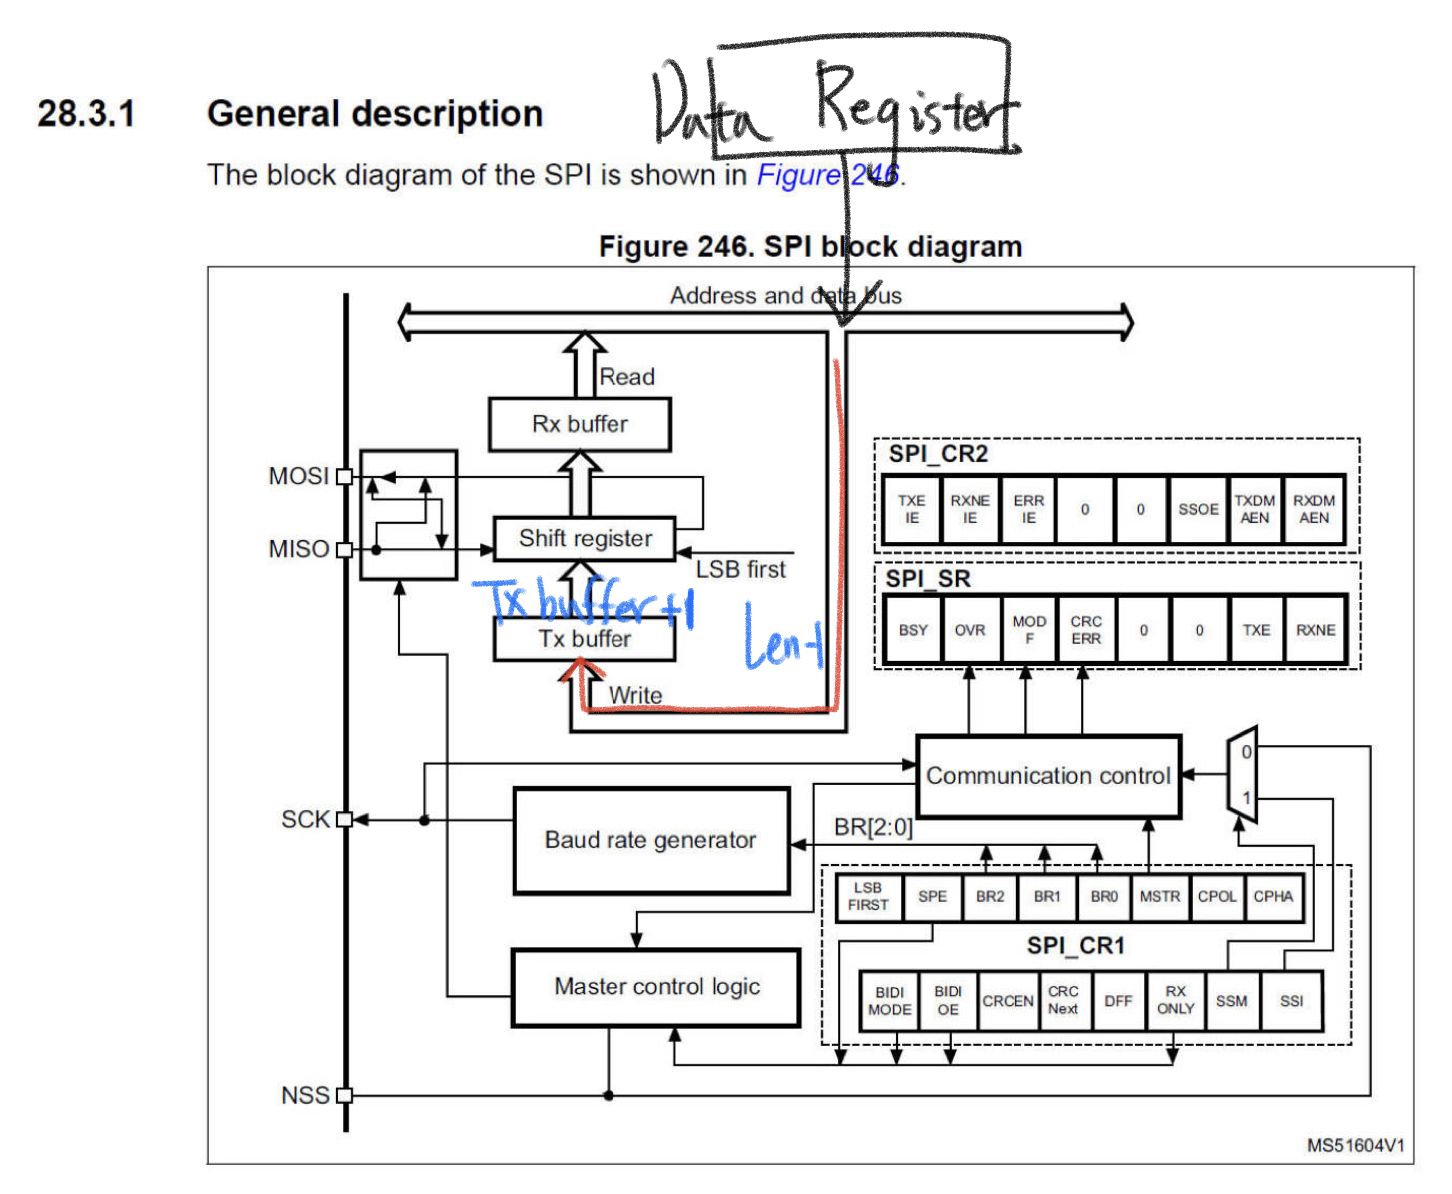 Data Register
28.3.1 General description
The block diagram of the SPI is shown in Figure 246.
Figure 246. SPI block diagram
Address and data bus
Read
Rx buffer
MOSI
SPI_CR2
TXE IE
RXNE IE
ERR IE
0
0
SSOE
TXDM AEN
RXDM AEN
Shift register
MISO
LSB first
SPI_SR
BSY
OVR
MOD F
CRC ERR
0
0
TXE
RXNE
Tx buffer+1
Len-1
Tx buffer
Write
Communication control
0
1
SCK
Baud rate generator
BR[2:0]
LSB FIRST
SPE
BR2
BR1
BR0
MSTR
CPOL
CPHA
SPI_CR1
Master control logic
BIDI MODE
BIDI OE
CRCEN
CRC Next
DFF
RX ONLY
SSM
SSI
NSS
MS51604V1